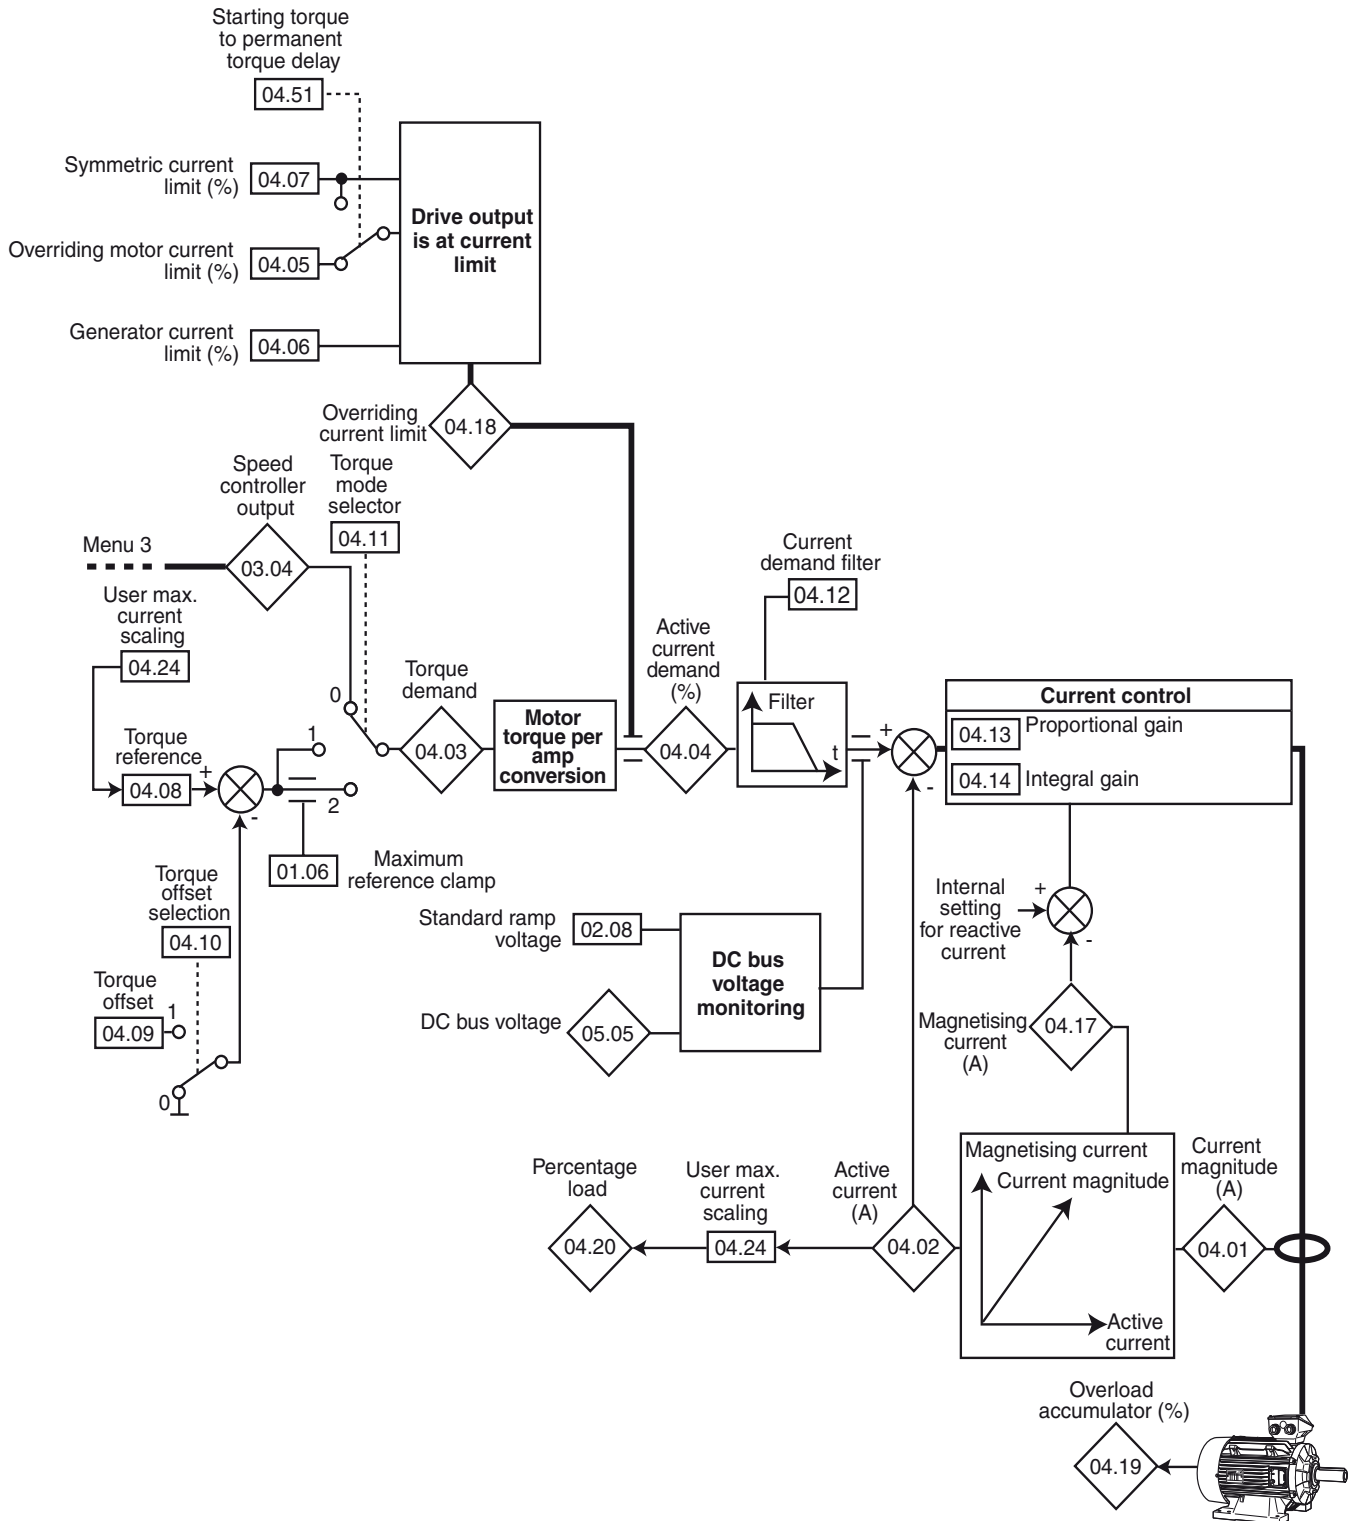 Starting torque
to permanent
torque delay
04.51
Symmetric current
limit (%)
04.07
Overriding motor current
limit (%)
04.05
Generator current
limit (%)
04.06
Drive output
is at current
limit
Overriding
current limit
04.18
Speed
controller
output
Torque
mode
selector
04.11
Menu 3
03.04
User max.
current
scaling
04.24
Current
demand filter
04.12
Active
current
demand
(%)
04.04
Torque
demand
04.03
0
1
2
Motor
torque per
amp
conversion
Filter
t
+
-
Current control
04.13
Proportional gain
04.14
Integral gain
Torque
reference
04.08
+
-
01.06
Maximum
reference clamp
Torque
offset
selection
04.10
Torque
offset
04.09
1
0
Standard ramp
voltage
02.08
DC bus voltage
05.05
DC bus
voltage
monitoring
Internal
setting
for reactive
current
+
-
Magnetising
current
(A)
04.17
Percentage
load
04.20
User max.
current
scaling
04.24
Active
current
(A)
04.02
Magnetising current
Current magnitude
Active
current
Current
magnitude
(A)
04.01
Overload
accumulator (%)
04.19